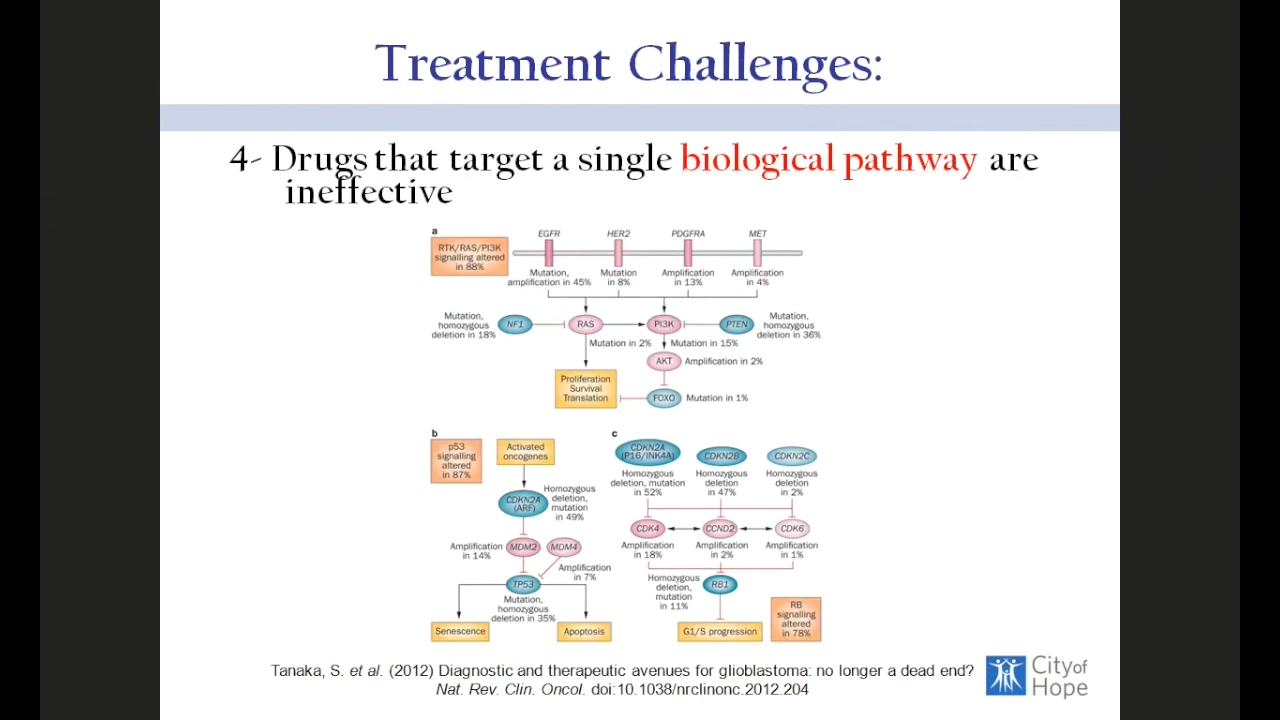 Treatment Challenges:
4- Drugs that target a single biological pathway are
ineffective
a
RTK/RAS/PI3K
signalling altered
in 88%
EGFR
HER2
PDGFRA
MET
Mutation,
amplification in 45%
Mutation
in 8%
Amplification
in 13%
Amplification
in 4%
Mutation,
homozygous
deletion in 18%
NF1
RAS
PI3K
PTEN
Mutation,
homozygous
deletion in 36%
Mutation in 2%
Mutation in 15%
AKT
Amplification in 2%
Proliferation
Survival
Translation
FOXO
Mutation in 1%
b
p53
signalling
altered
in 87%
Activated
oncogenes
CDKN2A
(ARF)
Homozygous
deletion,
mutation
in 49%
Amplification
in 14%
MDM2
MDM4
Amplification
in 7%
TP53
Mutation,
homozygous
deletion in 35%
Senescence
Apoptosis
c
CDKN2A
(P16/INK4A)
CDKN2B
CDKN2C
Homozygous
deletion, mutation
in 52%
Homozygous
deletion
in 47%
Homozygous
deletion
in 2%
CDK4
CCND2
CDK6
Amplification
in 18%
Amplification
in 2%
Amplification
in 1%
Homozygous
deletion,
mutation
in 11%
RB1
G1/S progression
RB
signalling
altered
in 78%
Tanaka, S. et al. (2012) Diagnostic and therapeutic avenues for glioblastoma: no longer a dead end?
Nat. Rev. Clin. Oncol. doi:10.1038/nrclinonc.2012.204
City of
Hope